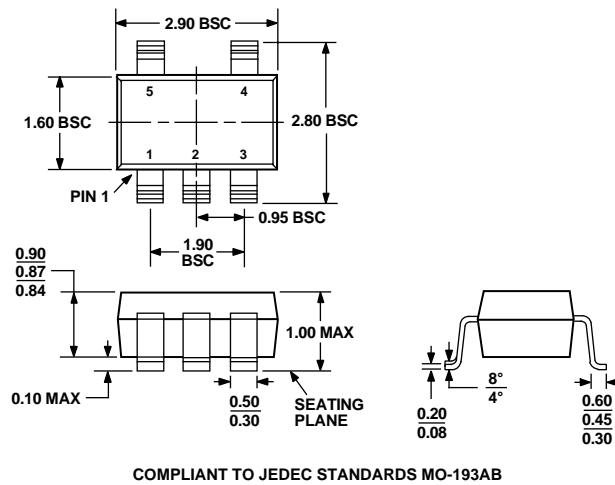 2.90 BSC
5 4
1.60 BSC
2.80 BSC
1 2 3
PIN 1
0.95 BSC
1.90
BSC
0.90
0.87
0.84
1.00 MAX
0.10 MAX
0.50
0.30
SEATING
PLANE
0.20
0.08
8°
4°
0.60
0.45
0.30
COMPLIANT TO JEDEC STANDARDS MO-193AB